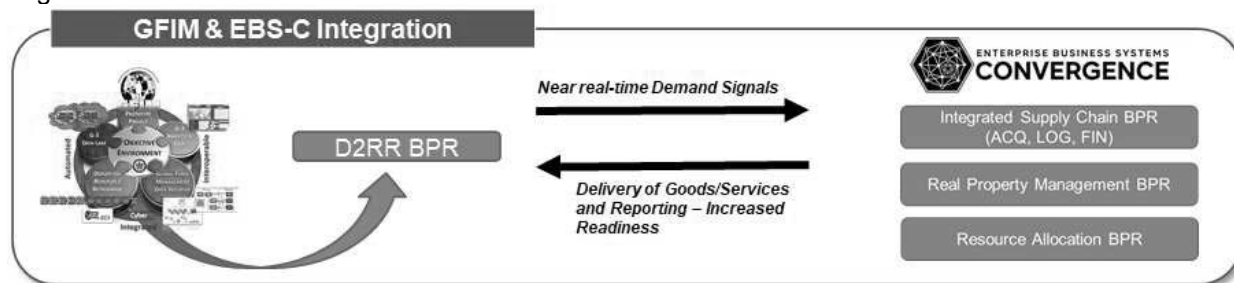 GFIM & EBS-C Integration
OBJECTIVE
ENVIRONMENT
Automated
Interoperable
Cyber
Integrated
D2RR BPR
Near real-time Demand Signals
Delivery of Goods/Services
and Reporting – Increased
Readiness
ENTERPRISE BUSINESS SYSTEMS
CONVERGENCE
Integrated Supply Chain BPR
(ACQ, LOG, FIN)
Real Property Management BPR
Resource Allocation BPR